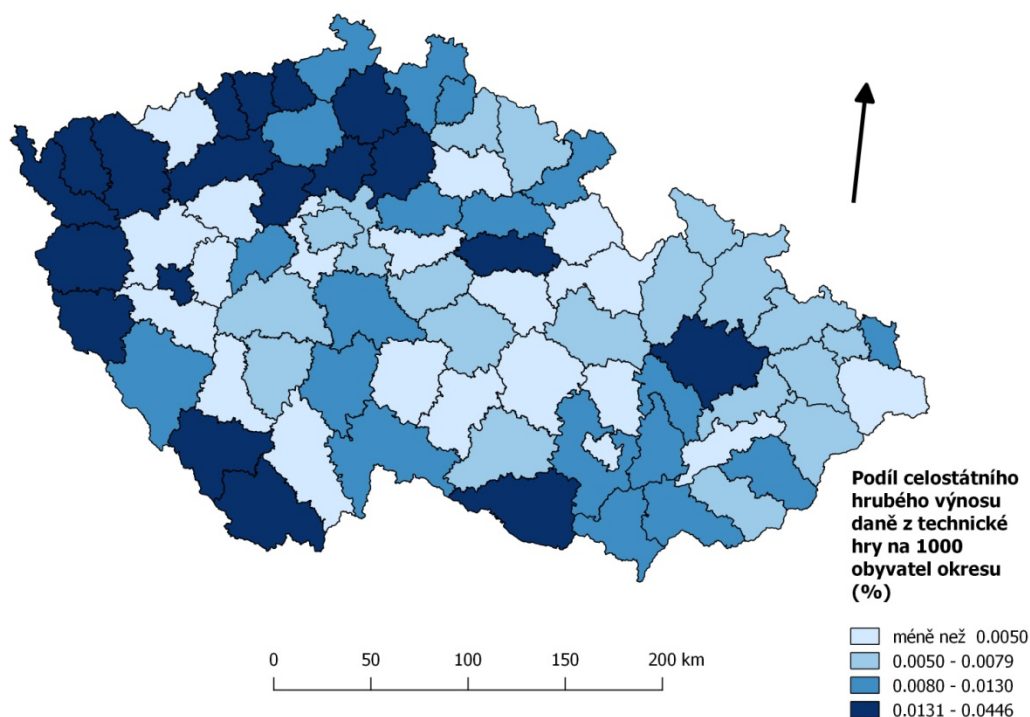 Podíl celostátního
hrubého výnosu
daně z technické
hry na 1000
obyvatel okresu
(%)
méně než 0.0050
0.0050 - 0.0079
0.0080 - 0.0130
0.0131 - 0.0446
0 50 100 150 200 km